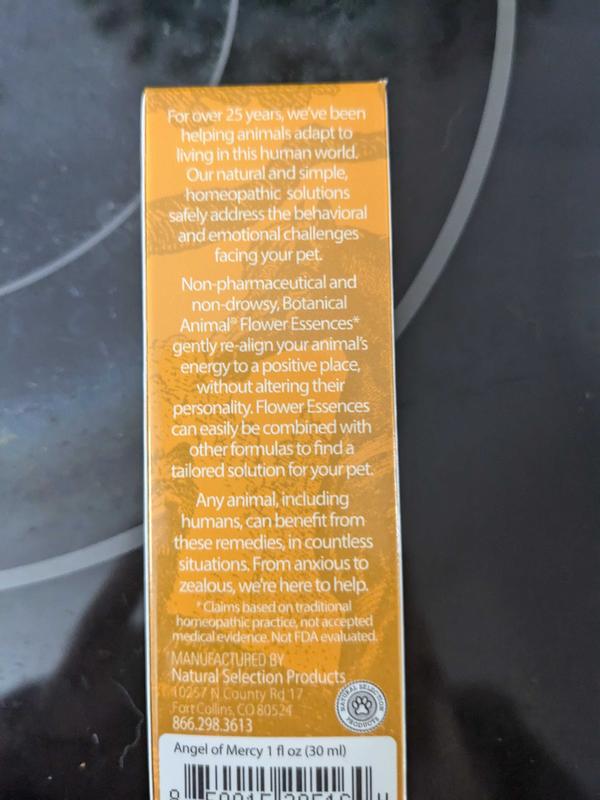 For over 25 years, we've been
helping animals adapt to
living in this human world.
Our natural and simple,
homeopathic solutions
safely address the behavioral
and emotional challenges
facing your pet.
Non-pharmaceutical and
non-drowsy, Botanical
Animal® Flower Essences*
gently re-align your animal's
energy to a positive place,
without altering their
personality. Flower Essences
can easily be combined with
other formulas to find a
tailored solution for your pet.
Any animal, including
humans, can benefit from
these remedies, in countless
situations. From anxious to
zealous, we're here to help.
* Claims based on traditional
homeopathic practice, not accepted
medical evidence. Not FDA evaluated.
MANUFACTURED BY
Natural Selection Products
10257 N County Rd 17
Fort Collins, CO 80524
866.298.3613
NATURAL SELECTION
PRODUCTS
Angel of Mercy 1 fl oz (30 ml)